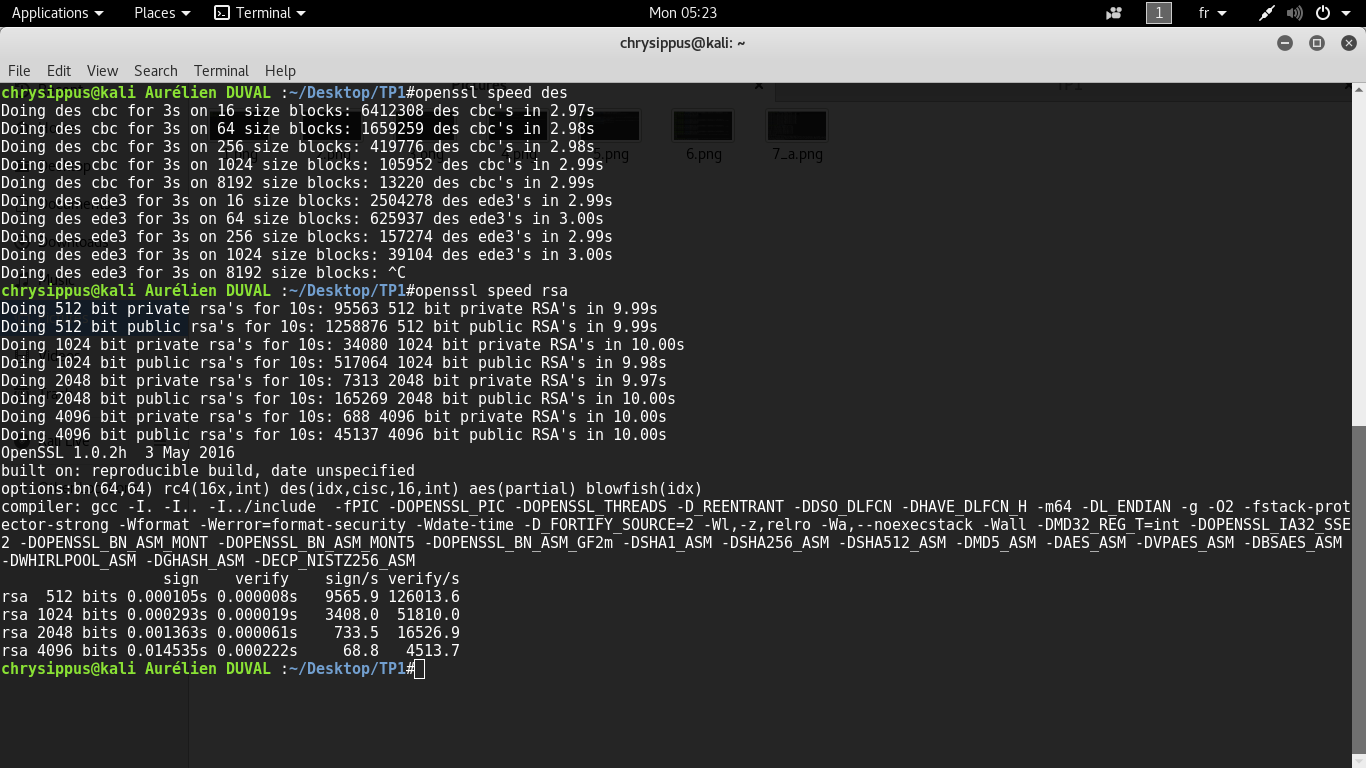 Applications Places Terminal Mon 05:23 1 fr
chrysippus@kali: ~
File Edit View Search Terminal Help
chrysippus@kali Aurélien DUVAL :~/Desktop/TP1#openssl speed des
Doing des cbc for 3s on 16 size blocks: 6412308 des cbc's in 2.97s
Doing des cbc for 3s on 64 size blocks: 1659259 des cbc's in 2.98s
Doing des cbc for 3s on 256 size blocks: 419776 des cbc's in 2.98s
Doing des cbc for 3s on 1024 size blocks: 105952 des cbc's in 2.99s
Doing des cbc for 3s on 8192 size blocks: 13220 des cbc's in 2.99s
Doing des ede3 for 3s on 16 size blocks: 2504278 des ede3's in 2.99s
Doing des ede3 for 3s on 64 size blocks: 625937 des ede3's in 3.00s
Doing des ede3 for 3s on 256 size blocks: 157274 des ede3's in 2.99s
Doing des ede3 for 3s on 1024 size blocks: 39104 des ede3's in 3.00s
Doing des ede3 for 3s on 8192 size blocks: ^C
chrysippus@kali Aurélien DUVAL :~/Desktop/TP1#openssl speed rsa
Doing 512 bit private rsa's for 10s: 95563 512 bit private RSA's in 9.99s
Doing 512 bit public rsa's for 10s: 1258876 512 bit public RSA's in 9.99s
Doing 1024 bit private rsa's for 10s: 34080 1024 bit private RSA's in 10.00s
Doing 1024 bit public rsa's for 10s: 517064 1024 bit public RSA's in 9.98s
Doing 2048 bit private rsa's for 10s: 7313 2048 bit private RSA's in 9.97s
Doing 2048 bit public rsa's for 10s: 165269 2048 bit public RSA's in 10.00s
Doing 4096 bit private rsa's for 10s: 688 4096 bit private RSA's in 10.00s
Doing 4096 bit public rsa's for 10s: 45137 4096 bit public RSA's in 10.00s
OpenSSL 1.0.2h  3 May 2016
built on: reproducible build, date unspecified
options:bn(64,64) rc4(16x,int) des(idx,cisc,16,int) aes(partial) blowfish(idx)
compiler: gcc -I. -I.. -I../include  -fPIC -DOPENSSL_PIC -DOPENSSL_THREADS -D_REENTRANT -DDSO_DLFCN -DHAVE_DLFCN_H -m64 -DL_ENDIAN -g -O2 -fstack-prot
ector-strong -Wformat -Werror=format-security -Wdate-time -D_FORTIFY_SOURCE=2 -Wl,-z,relro -Wa,--noexecstack -Wall -DMD32_REG_T=int -DOPENSSL_IA32_SSE
2 -DOPENSSL_BN_ASM_MONT -DOPENSSL_BN_ASM_MONT5 -DOPENSSL_BN_ASM_GF2m -DSHA1_ASM -DSHA256_ASM -DSHA512_ASM -DMD5_ASM -DAES_ASM -DVPAES_ASM -DBSAES_ASM
-DWHIRLPOOL_ASM -DGHASH_ASM -DECP_NISTZ256_ASM
                  sign    verify    sign/s verify/s
rsa  512 bits 0.000105s 0.000008s   9565.9 126013.6
rsa 1024 bits 0.000293s 0.000019s   3408.0  51810.0
rsa 2048 bits 0.001363s 0.000061s    733.5  16526.9
rsa 4096 bits 0.014535s 0.000222s     68.8   4513.7
chrysippus@kali Aurélien DUVAL :~/Desktop/TP1#
TP1
5.png 6.png 7_a.png